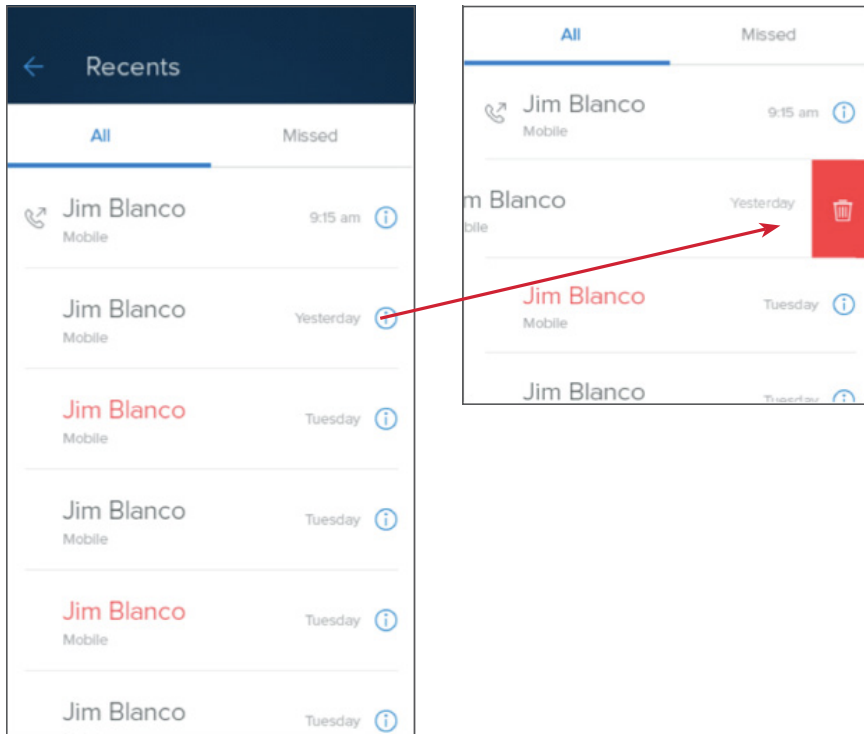 Recents
All Missed
Jim Blanco 9:15 am
Mobile
Jim Blanco Yesterday
Mobile
Jim Blanco Tuesday
Mobile
Jim Blanco Tuesday
Mobile
Jim Blanco Tuesday
Mobile
Jim Blanco Tuesday
All Missed
Jim Blanco 9:15 am
Mobile
m Blanco Yesterday
bile
Jim Blanco Tuesday
Mobile
Jim Blanco Tuesday